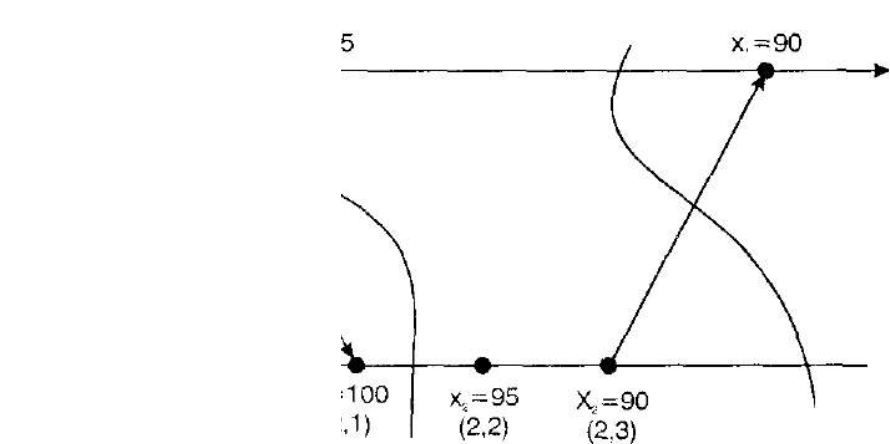 5
x₁=90
:100
,1)
x₂=95
(2,2)
X₂=90
(2,3)